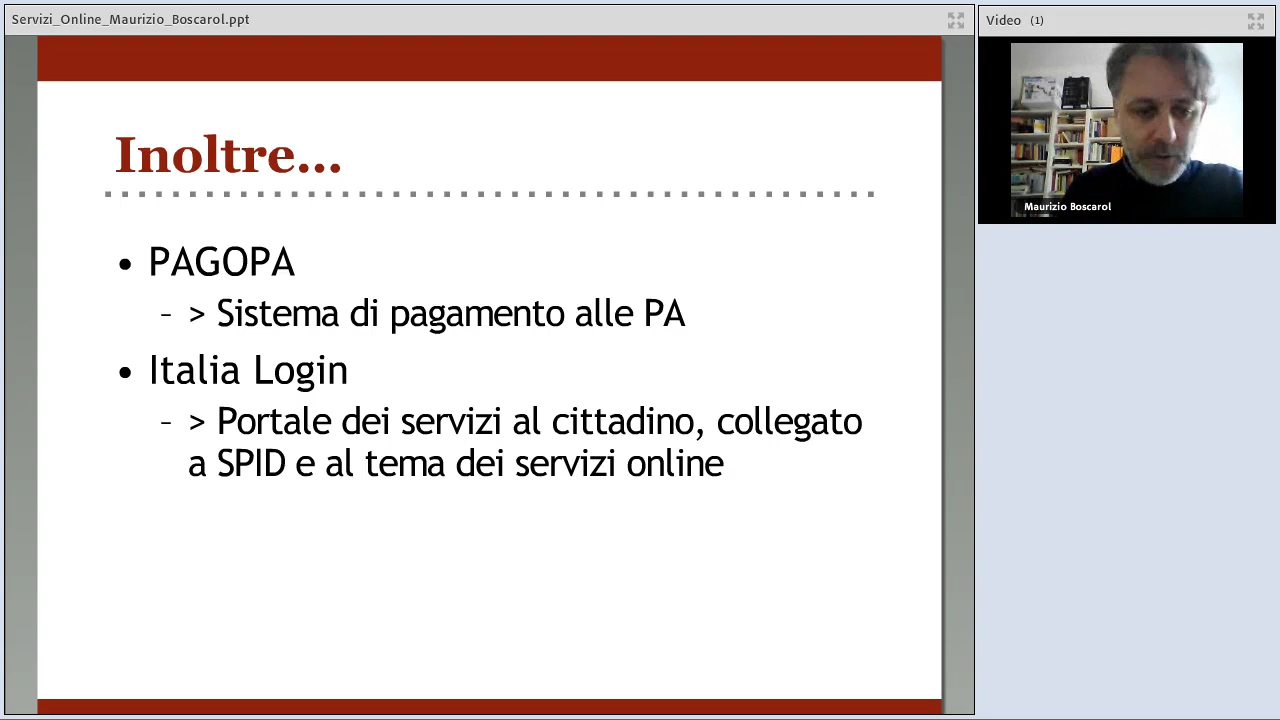 Servizi_Online_Maurizio_Boscarol.ppt
Video (1)
Inoltre...
• PAGOPA
– > Sistema di pagamento alle PA
• Italia Login
– > Portale dei servizi al cittadino, collegato
a SPID e al tema dei servizi online
Maurizio Boscarol